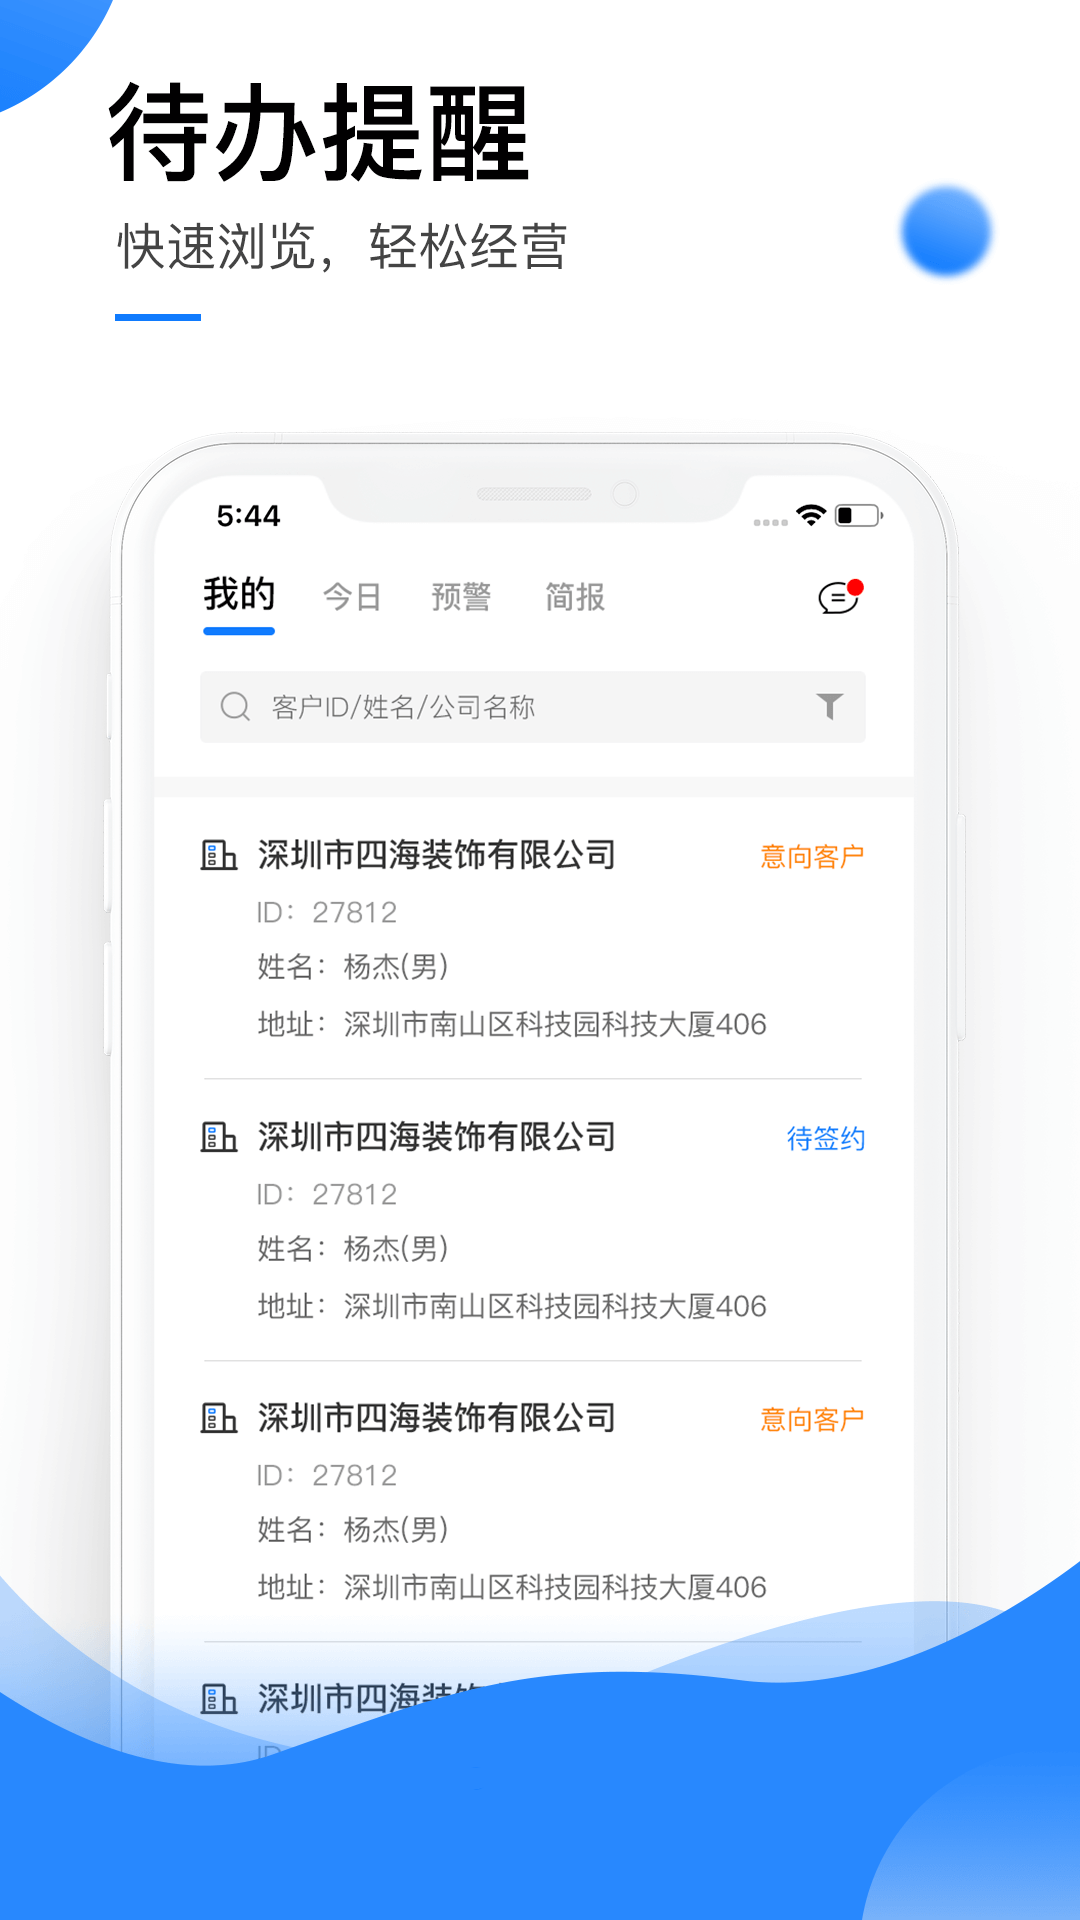 待办提醒
快速浏览，轻松经营
5:44
我的 今日 预警 简报
客户ID/姓名/公司名称
深圳市四海装饰有限公司 意向客户
ID：27812
姓名：杨杰(男)
地址：深圳市南山区科技园科技大厦406
深圳市四海装饰有限公司 待签约
ID：27812
姓名：杨杰(男)
地址：深圳市南山区科技园科技大厦406
深圳市四海装饰有限公司 意向客户
ID：27812
姓名：杨杰(男)
地址：深圳市南山区科技园科技大厦406
深圳市四海装饰
ID